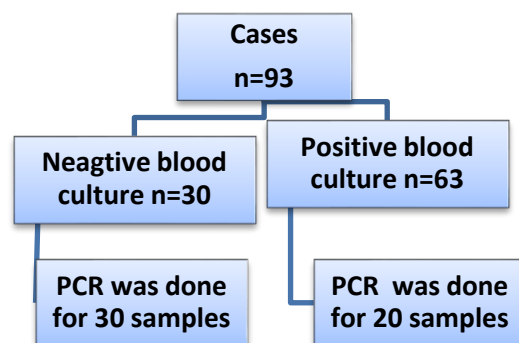 Cases
n=93
Neagtive blood
culture n=30
Positive blood
culture n=63
PCR was done
for 30 samples
PCR was done
for 20 samples